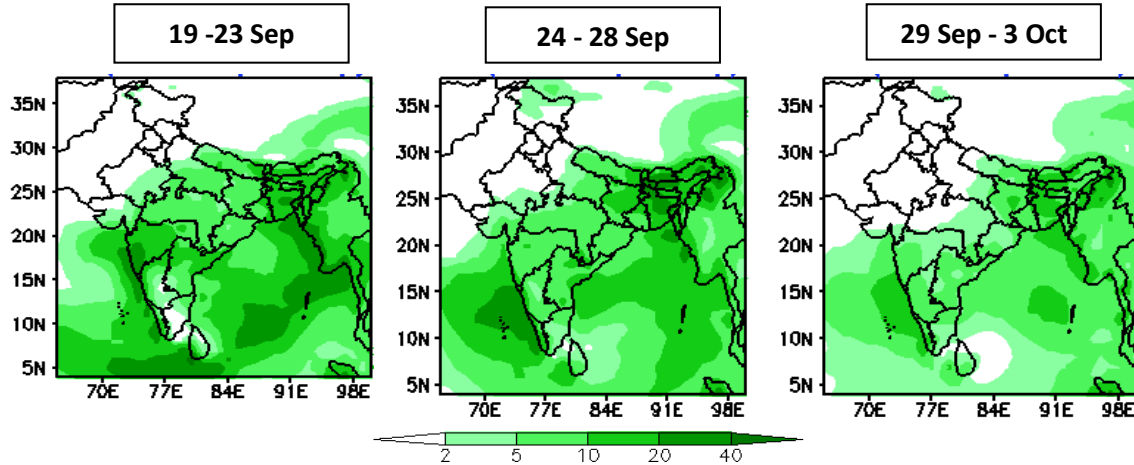 19 -23 Sep
24 - 28 Sep
29 Sep - 3 Oct
35N
30N
25N
20N
15N
10N
5N
70E 77E 84E 91E 98E
35N
30N
25N
20N
15N
10N
5N
70E 77E 84E 91E 98E
35N
30N
25N
20N
15N
10N
5N
70E 77E 84E 91E 98E
2 5 10 20 40